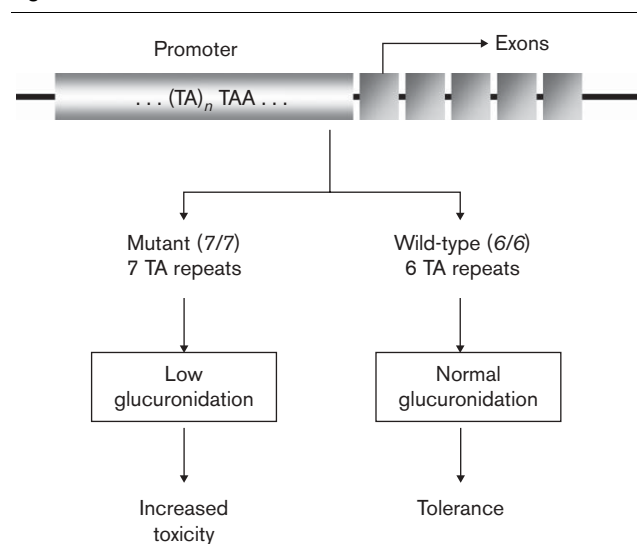 Promoter
Exons
. . . (TA)n TAA . . .
Mutant (7/7)
7 TA repeats
Wild-type (6/6)
6 TA repeats
Low
glucuronidation
Normal
glucuronidation
Increased
toxicity
Tolerance